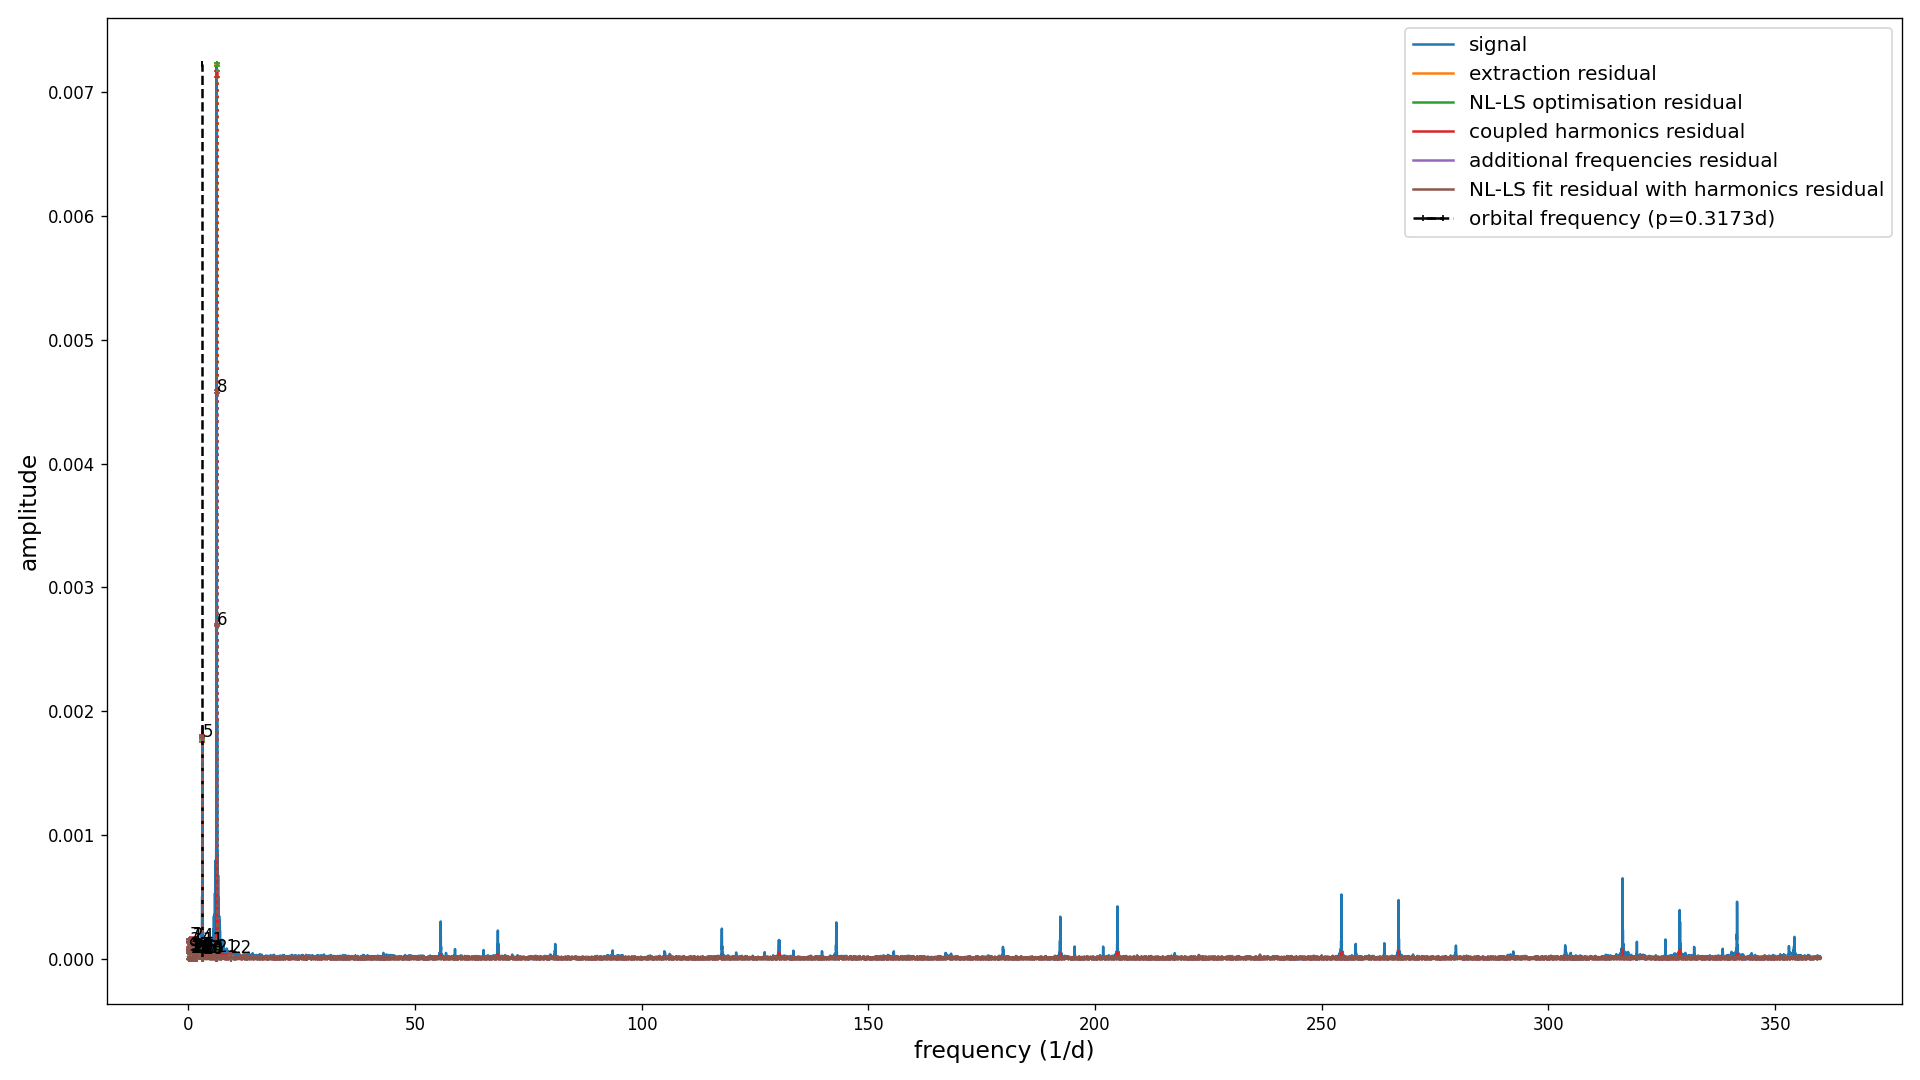 signal
extraction residual
NL-LS optimisation residual
coupled harmonics residual
additional frequencies residual
NL-LS fit residual with harmonics residual
orbital frequency (p=0.3173d)
0.007
0.006
0.005
0.004
0.003
0.002
0.001
0.000
amplitude
8
6
5
22
0
50
100
150
200
250
300
350
frequency (1/d)